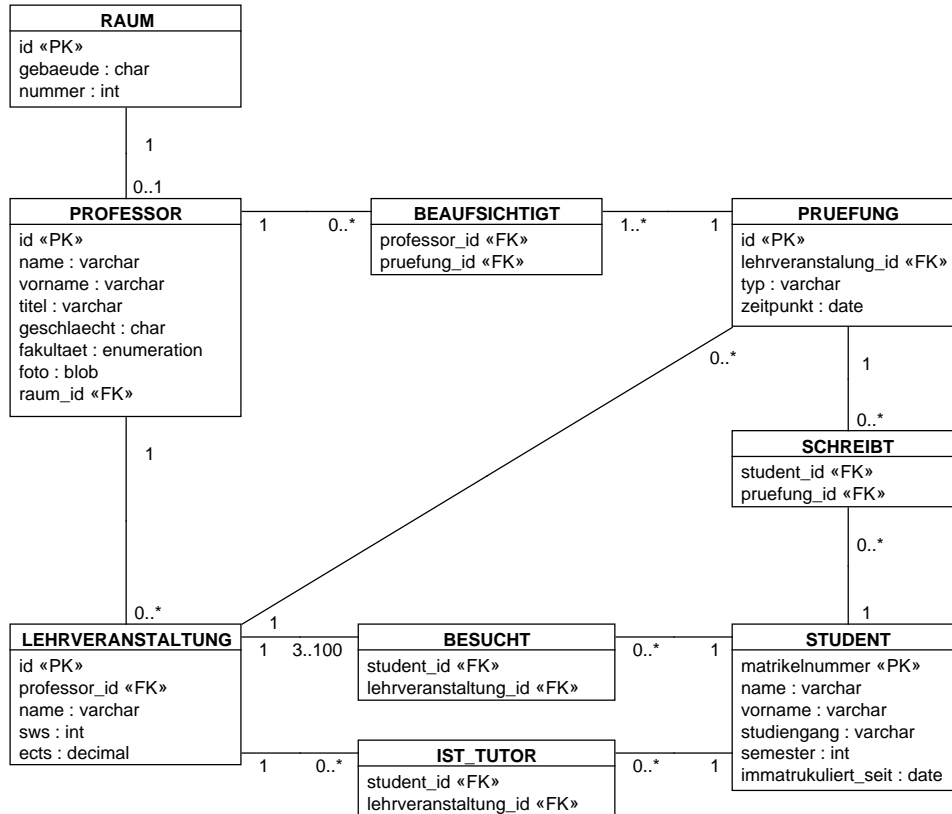 RAUM
id «PK»
gebaeude : char
nummer : int
1
0..1
PROFESSOR
id «PK»
name : varchar
vorname : varchar
titel : varchar
geschlaecht : char
fakultaet : enumeration
foto : blob
raum_id «FK»
1
0..*
BEAUFSICHTIGT
professor_id «FK»
pruefung_id «FK»
1..*
1
PRUEFUNG
id «PK»
lehrveranstalung_id «FK»
typ : varchar
zeitpunkt : date
0..*
1
0..*
SCHREIBT
student_id «FK»
pruefung_id «FK»
0..*
1
1
0..*
1
LEHRVERANSTALTUNG
id «PK»
professor_id «FK»
name : varchar
sws : int
ects : decimal
1
3..100
BESUCHT
student_id «FK»
lehrveranstaltung_id «FK»
0..*
1
STUDENT
matrikelnummer «PK»
name : varchar
vorname : varchar
studiengang : varchar
semester : int
immatrukuliert_seit : date
1
0..*
IST_TUTOR
student_id «FK»
lehrveranstaltung_id «FK»
0..*
1